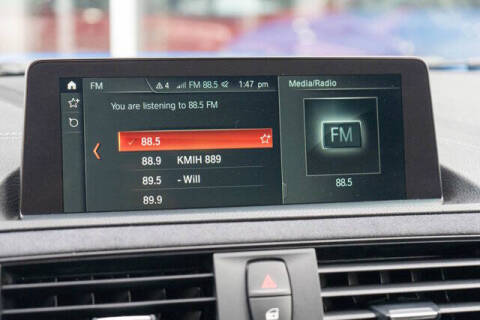 FM 4 FM 88.5 1:47 pm Media/Radio
You are listening to 88.5 FM
88.5
88.9 KMIH 889
89.5 - Will
89.9
FM
88.5